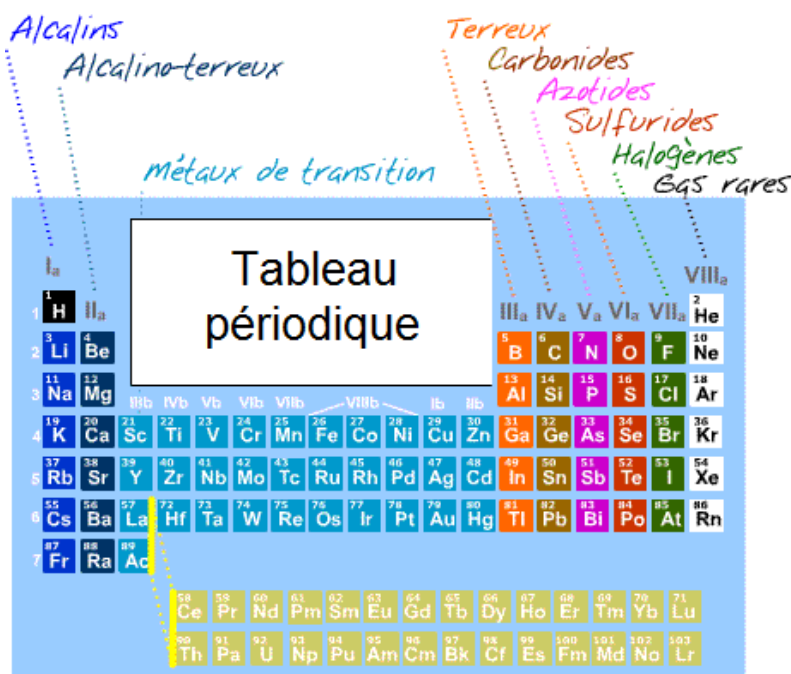 Alcalins
Terreux
Alcalino-terreux
Carbonides
Azotides
Sulfurides
Halogènes
métaux de transition
Gas rares
Tableau
périodique
Ia
VIIIa
IIa
IIIa IVa Va VIa VIIa
1 1 H 2 He
2 3 Li 4 Be 5 B 6 C 7 N 8 O 9 F 10 Ne
3 11 Na 12 Mg 13 Al 14 Si 15 P 16 S 17 Cl 18 Ar
IIIb IVb Vb VIb VIIb VIIIb Ib IIb
4 19 K 20 Ca 21 Sc 22 Ti 23 V 24 Cr 25 Mn 26 Fe 27 Co 28 Ni 29 Cu 30 Zn 31 Ga 32 Ge 33 As 34 Se 35 Br 36 Kr
5 37 Rb 38 Sr 39 Y 40 Zr 41 Nb 42 Mo 43 Tc 44 Ru 45 Rh 46 Pd 47 Ag 48 Cd 49 In 50 Sn 51 Sb 52 Te 53 I 54 Xe
6 55 Cs 56 Ba 57 La 72 Hf 73 Ta 74 W 75 Re 76 Os 77 Ir 78 Pt 79 Au 80 Hg 81 Tl 82 Pb 83 Bi 84 Po 85 At 86 Rn
7 87 Fr 88 Ra 89 Ac
58 Ce 59 Pr 60 Nd 61 Pm 62 Sm 63 Eu 64 Gd 65 Tb 66 Dy 67 Ho 68 Er 69 Tm 70 Yb 71 Lu
90 Th 91 Pa 92 U 93 Np 94 Pu 95 Am 96 Cm 97 Bk 98 Cf 99 Es 100 Fm 101 Md 102 No 103 Lr